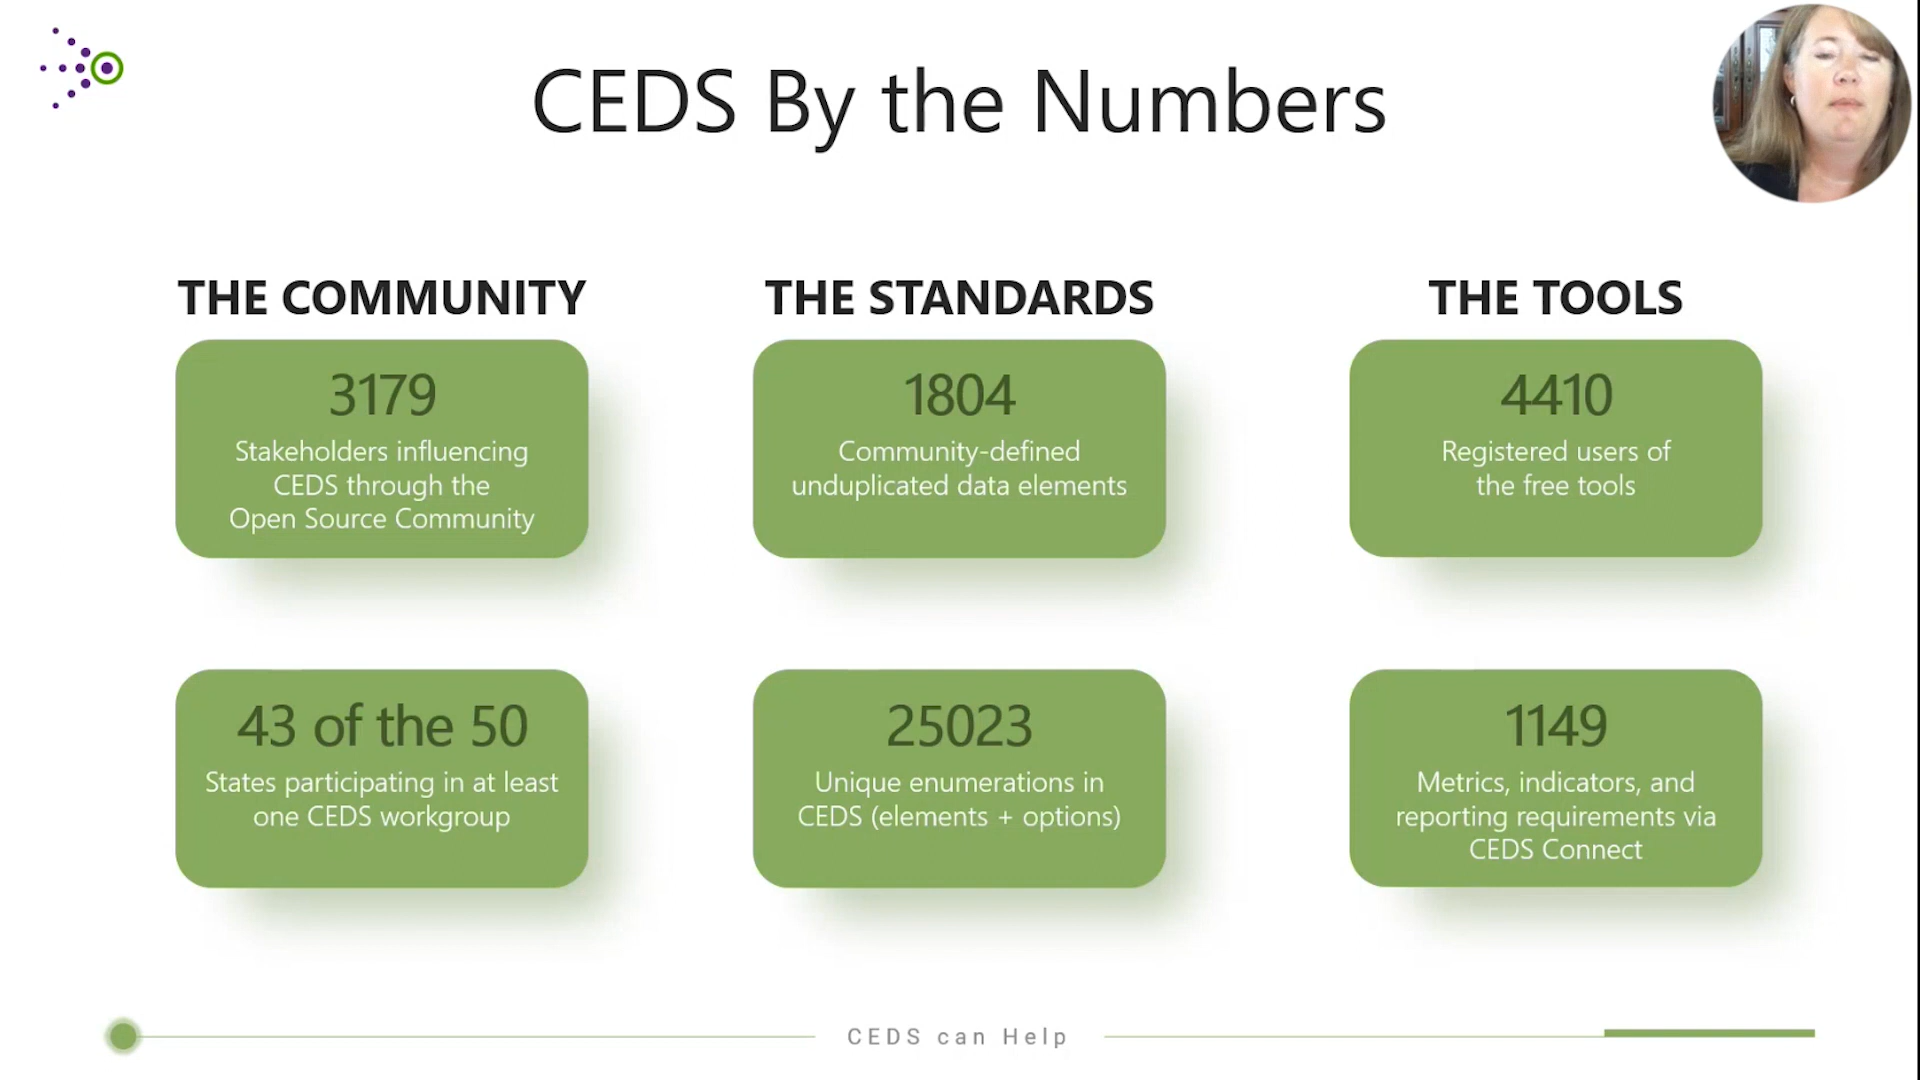 CEDS By the Numbers
THE COMMUNITY
3179
Stakeholders influencing
CEDS through the
Open Source Community
43 of the 50
States participating in at least
one CEDS workgroup
THE STANDARDS
1804
Community-defined
unduplicated data elements
25023
Unique enumerations in
CEDS (elements + options)
THE TOOLS
4410
Registered users of
the free tools
1149
Metrics, indicators, and
reporting requirements via
CEDS Connect
CEDS can Help